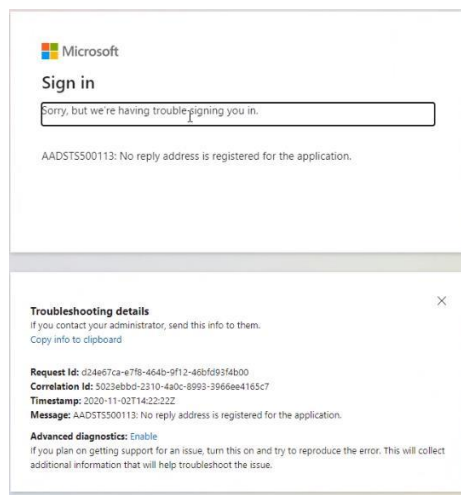 Microsoft
Sign in
Sorry, but we're having trouble signing you in.
AADSTS500113: No reply address is registered for the application.
Troubleshooting details
If you contact your administrator, send this info to them.
Copy info to clipboard
Request Id: d24e67ca-e7f8-464b-9f12-46bfd93f4b00
Correlation Id: 5023ebbd-2310-4a0c-8993-3966ee4165c7
Timestamp: 2020-11-02T14:22:22Z
Message: AADSTS500113: No reply address is registered for the application.
Advanced diagnostics: Enable
If you plan on getting support for an issue, turn this on and try to reproduce the error. This will collect
additional information that will help troubleshoot the issue.